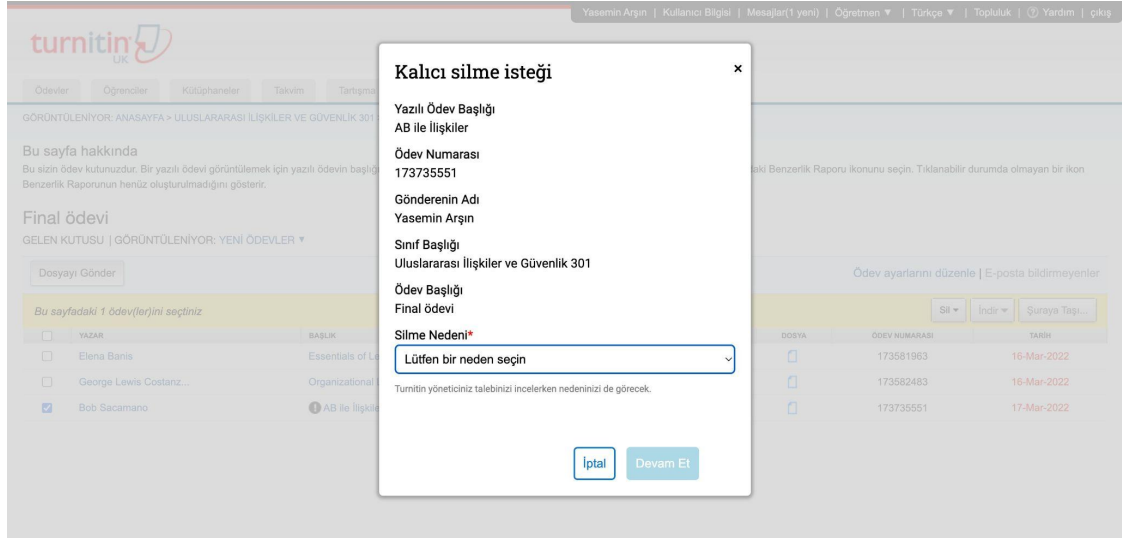 Yasemin Arşın | Kullanıcı Bilgisi | Mesajlar(1 yeni) | Öğretmen ▼ | Türkçe ▼ | Topluluk | ? Yardım | çıkış
turnitin
UK
Ödevler Öğrenciler Kütüphaneler Takvim Tartışma
GÖRÜNTÜLENİYOR: ANASAYFA > ULUSLARARASI İLİŞKİLER VE GÜVENLİK 301
Bu sayfa hakkında
Bu sizin ödev kutunuzdur. Bir yazılı ödevi görüntülemek için yazılı ödevin başlığı
Benzerlik Raporu ikonunu seçin. Tıklanabilir durumda olmayan bir ikon
Benzerlik Raporunun henüz oluşturulmadığını gösterir.
Final ödevi
GELEN KUTUSU | GÖRÜNTÜLENİYOR: YENİ ÖDEVLER ▼
Dosyayı Gönder
Ödev ayarlarını düzenle | E-posta bildirmeyenler
Bu sayfadaki 1 ödev(ler)ini seçtiniz
Sil ▾ İndir ▾ Şuraya Taşı...
YAZAR BAŞLIK DOSYA ÖDEV NUMARASI TARİH
Elena Banis Essentials of 173581963 16-Mar-2022
George Lewis Costanz... Organizational 173582483 16-Mar-2022
Bob Sacamano AB ile 173735551 17-Mar-2022
Kalıcı silme isteği ×
Yazılı Ödev Başlığı
AB ile İlişkiler
Ödev Numarası
173735551
Gönderenin Adı
Yasemin Arşın
Sınıf Başlığı
Uluslararası İlişkiler ve Güvenlik 301
Ödev Başlığı
Final ödevi
Silme Nedeni*
Lütfen bir neden seçin
Turnitin yöneticiniz talebinizi incelerken nedeninizi de görecek.
İptal Devam Et